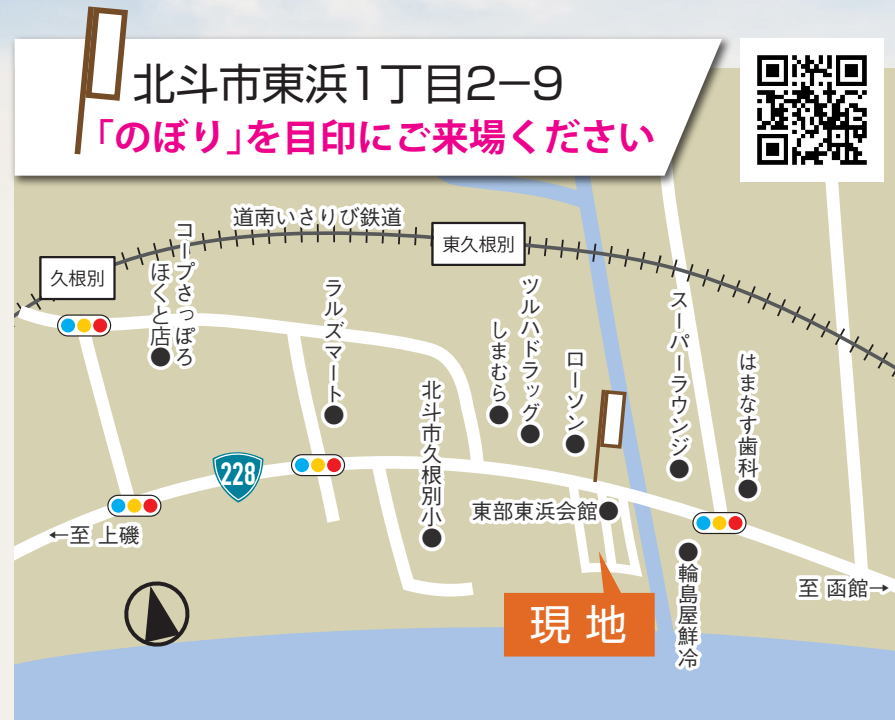 北斗市東浜1丁目2−9
「のぼり」を目印にご来場ください
道南いさりび鉄道
久根別
東久根別
コープさっぽろ
ほくと店
ラルズマート
しまむら
ツルハドラッグ
ローソン
スーパーラウンジ
はまなす歯科
北斗市久根別小
228
東部東浜会館
←至 上磯
至 函館→
輪島屋鮮冷
現地